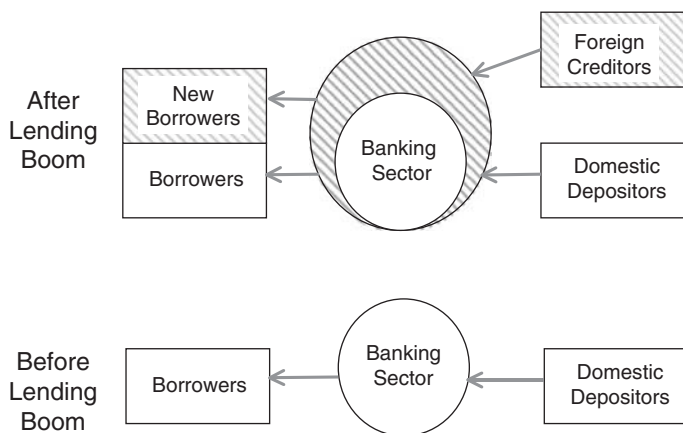 After
Lending
Boom
New
Borrowers
Borrowers
Banking
Sector
Foreign
Creditors
Domestic
Depositors
Before
Lending
Boom
Borrowers
Banking
Sector
Domestic
Depositors